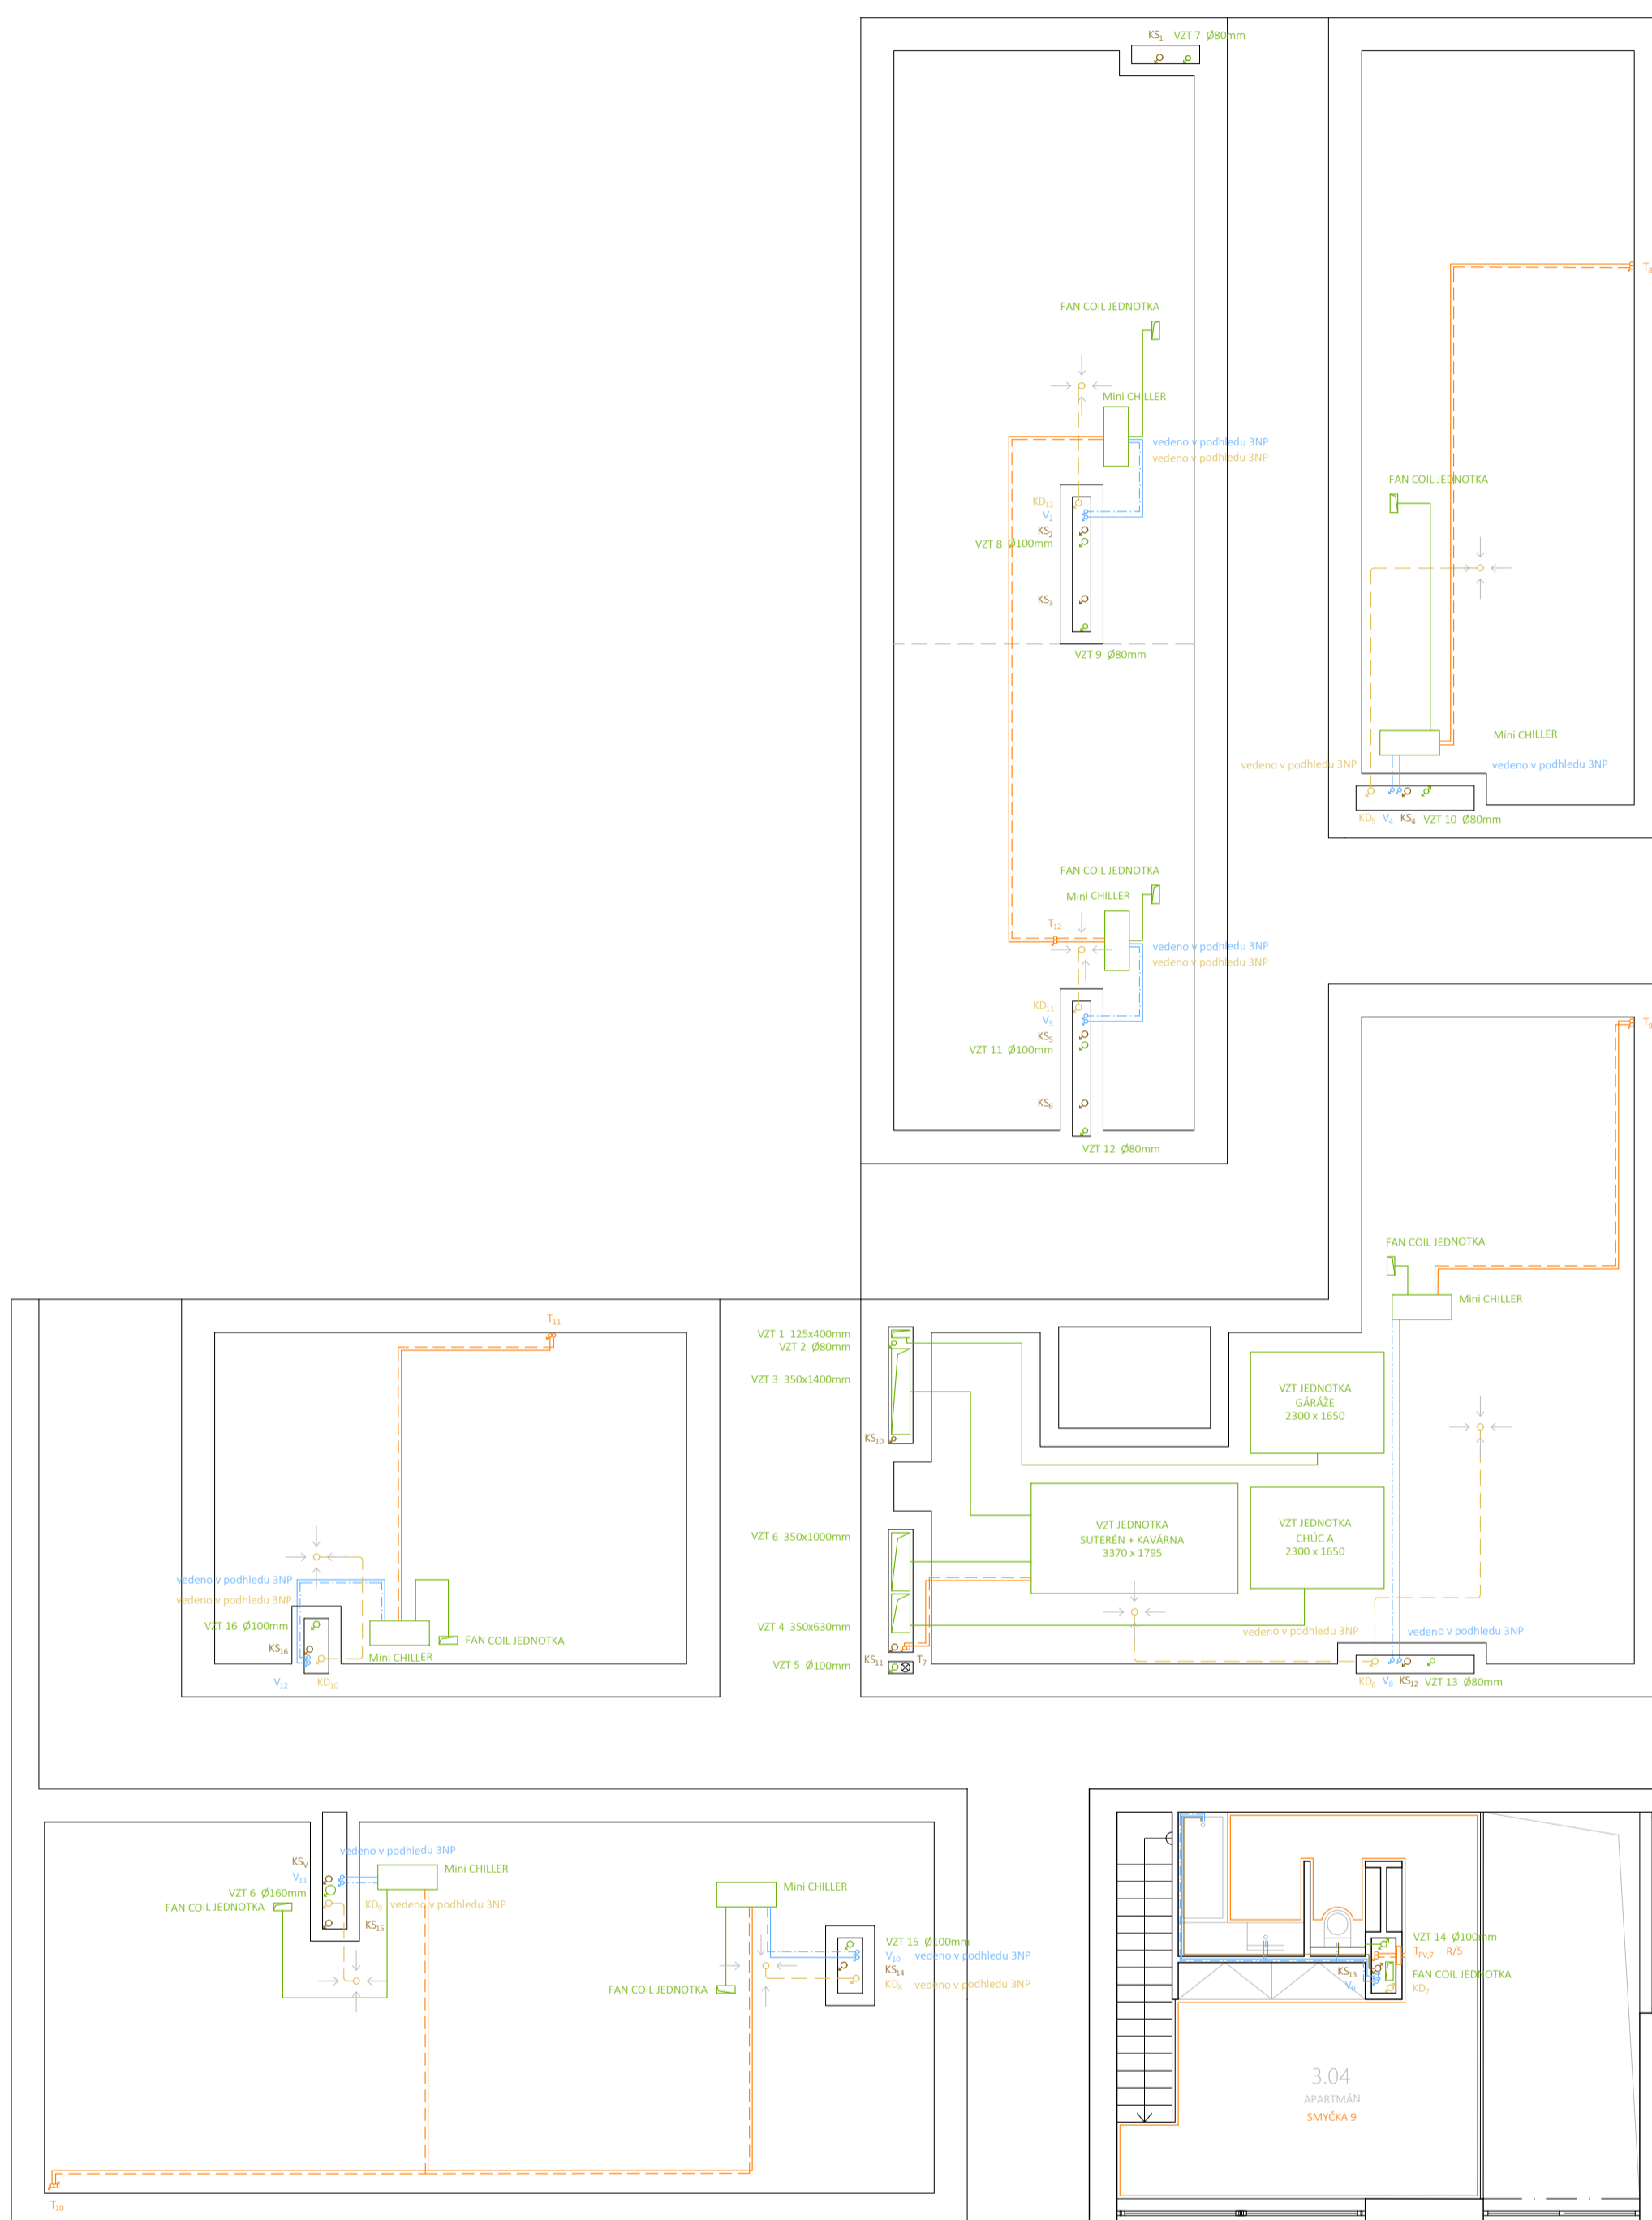 KS1 VZT 7 Ø80mm
T8
FAN COIL JEDNOTKA
Mini CHILLER
vedeno v podhledu 3NP
vedeno v podhledu 3NP
KD12
V2
KS2
VZT 8 Ø100mm
KS3
VZT 9 Ø80mm
FAN COIL JEDNOTKA
Mini CHILLER
vedeno v podhledu 3NP
vedeno v podhledu 3NP
KD5 V4 KS4 VZT 10 Ø80mm
FAN COIL JEDNOTKA
Mini CHILLER
T12
vedeno v podhledu 3NP
vedeno v podhledu 3NP
KD11
V5
KS5
VZT 11 Ø100mm
KS6
VZT 12 Ø80mm
T9
FAN COIL JEDNOTKA
Mini CHILLER
T11
VZT 1 125x400mm
VZT 2 Ø80mm
VZT 3 350x1400mm
KS10
VZT JEDNOTKA
GÁRÁŽE
2300 x 1650
VZT JEDNOTKA
SUTERÉN + KAVÁRNA
3370 x 1795
VZT JEDNOTKA
CHÚC A
2300 x 1650
VZT 6 350x1000mm
VZT 4 350x630mm
VZT 5 Ø100mm
KS11
T7
vedeno v podhledu 3NP
vedeno v podhledu 3NP
KD6 V8 KS12 VZT 13 Ø80mm
vedeno v podhledu 3NP
vedeno v podhledu 3NP
VZT 16 Ø100mm
KS16
V12
KD10
Mini CHILLER
FAN COIL JEDNOTKA
vedeno v podhledu 3NP
KSV
V11
VZT 6 Ø160mm
FAN COIL JEDNOTKA
Mini CHILLER
KD9 vedeno v podhledu 3NP
KS15
Mini CHILLER
FAN COIL JEDNOTKA
VZT 15 Ø100mm
V10 vedeno v podhledu 3NP
KS14
KD8 vedeno v podhledu 3NP
T10
VZT 14 Ø100mm
TPV,7 R/S
KS13
FAN COIL JEDNOTKA
V9
KD7
3.04
APARTMÁN
SMYČKA 9